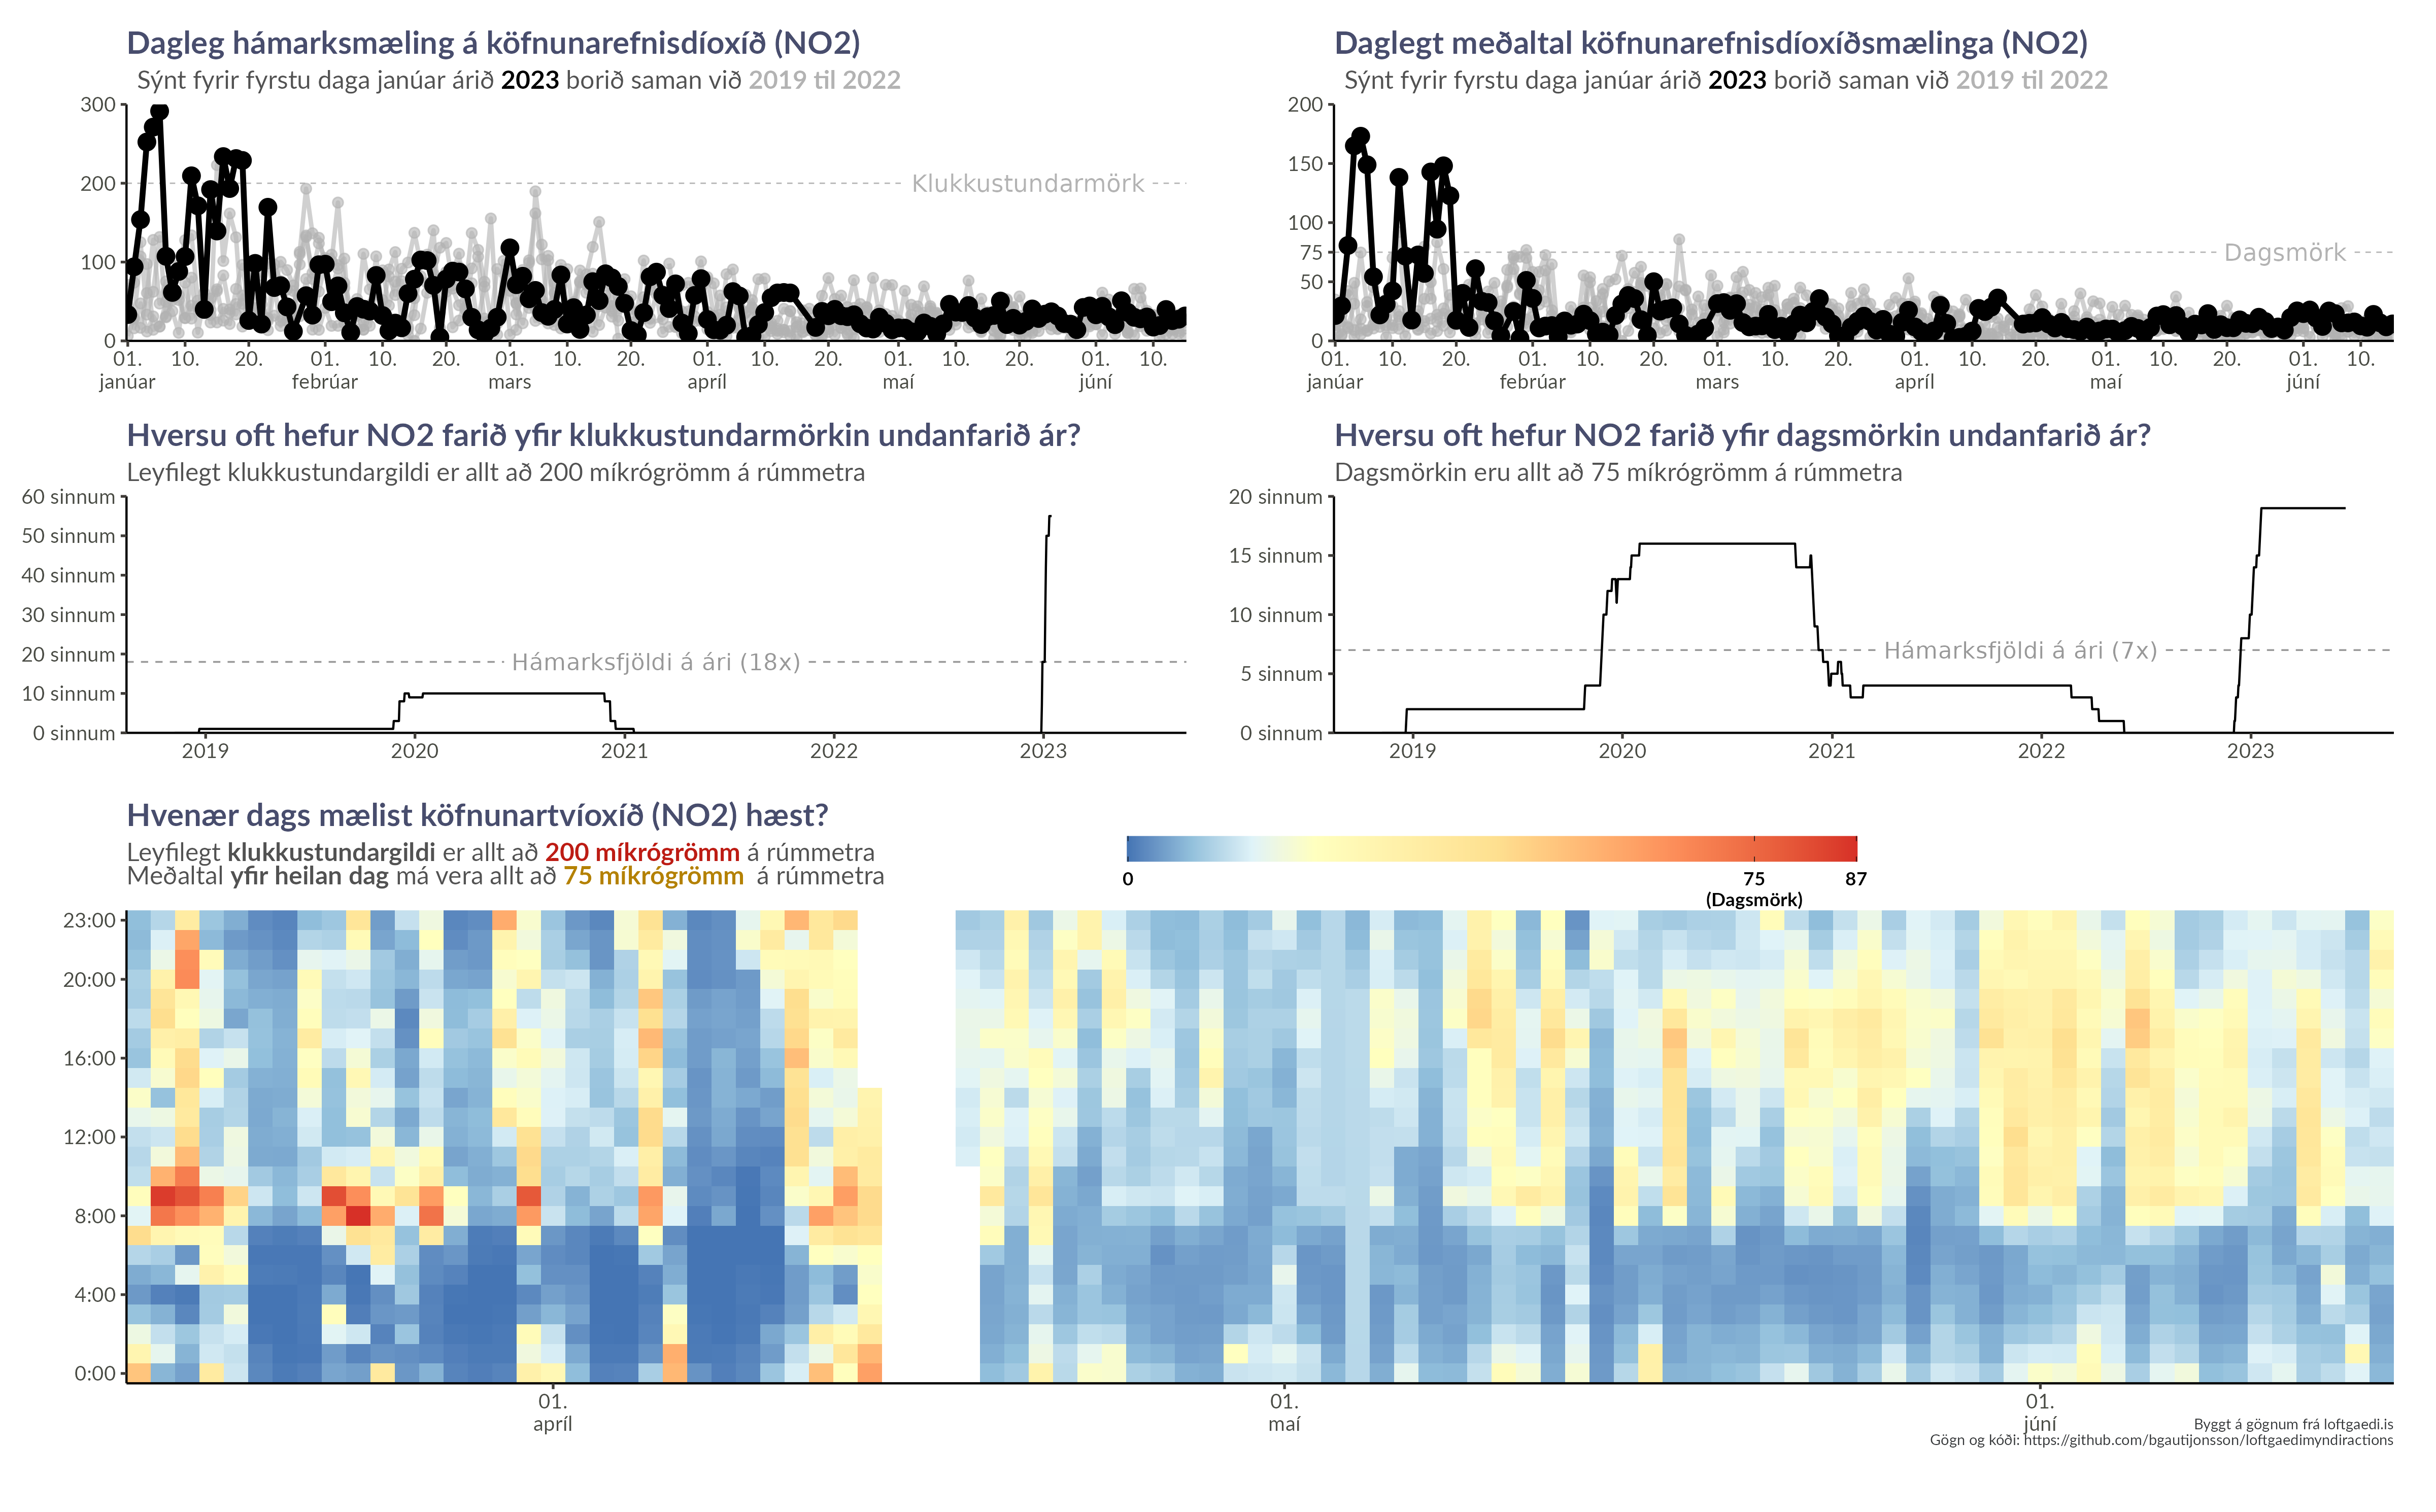 Dagleg hámarksmæling á köfnunarefnisdíoxíð (NO2)
Sýnt fyrir fyrstu daga janúar árið 2023 borið saman við 2019 til 2022
300
200
100
0
Klukkustundarmörk
01. 10. 20. 01. 10. 20. 01. 10. 20. 01. 10. 20. 01. 10. 20. 01. 10.
janúar febrúar mars apríl maí júní
Daglegt meðaltal köfnunarefnisdíoxíðsmælinga (NO2)
Sýnt fyrir fyrstu daga janúar árið 2023 borið saman við 2019 til 2022
200
150
100
75
50
0
Dagsmörk
01. 10. 20. 01. 10. 20. 01. 10. 20. 01. 10. 20. 01. 10. 20. 01. 10.
janúar febrúar mars apríl maí júní
Hversu oft hefur NO2 farið yfir klukkustundarmörkin undanfarið ár?
Leyfilegt klukkustundargildi er allt að 200 míkrógrömm á rúmmetra
60 sinnum
50 sinnum
40 sinnum
30 sinnum
20 sinnum
10 sinnum
0 sinnum
Hámarksfjöldi á ári (18x)
2019 2020 2021 2022 2023
Hversu oft hefur NO2 farið yfir dagsmörkin undanfarið ár?
Dagsmörkin eru allt að 75 míkrógrömm á rúmmetra
20 sinnum
15 sinnum
10 sinnum
5 sinnum
0 sinnum
Hámarksfjöldi á ári (7x)
2019 2020 2021 2022 2023
Hvenær dags mælist köfnunartvíoxíð (NO2) hæst?
Leyfilegt klukkustundargildi er allt að 200 míkrógrömm á rúmmetra
Meðaltal yfir heilan dag má vera allt að 75 míkrógrömm á rúmmetra
0 75 87
(Dagsmörk)
23:00
20:00
16:00
12:00
8:00
4:00
0:00
01. 01. 01.
apríl maí júní
Byggt á gögnum frá loftgaedi.is
Gögn og kóði: https://github.com/bgautijonsson/loftgaedimyndiractions